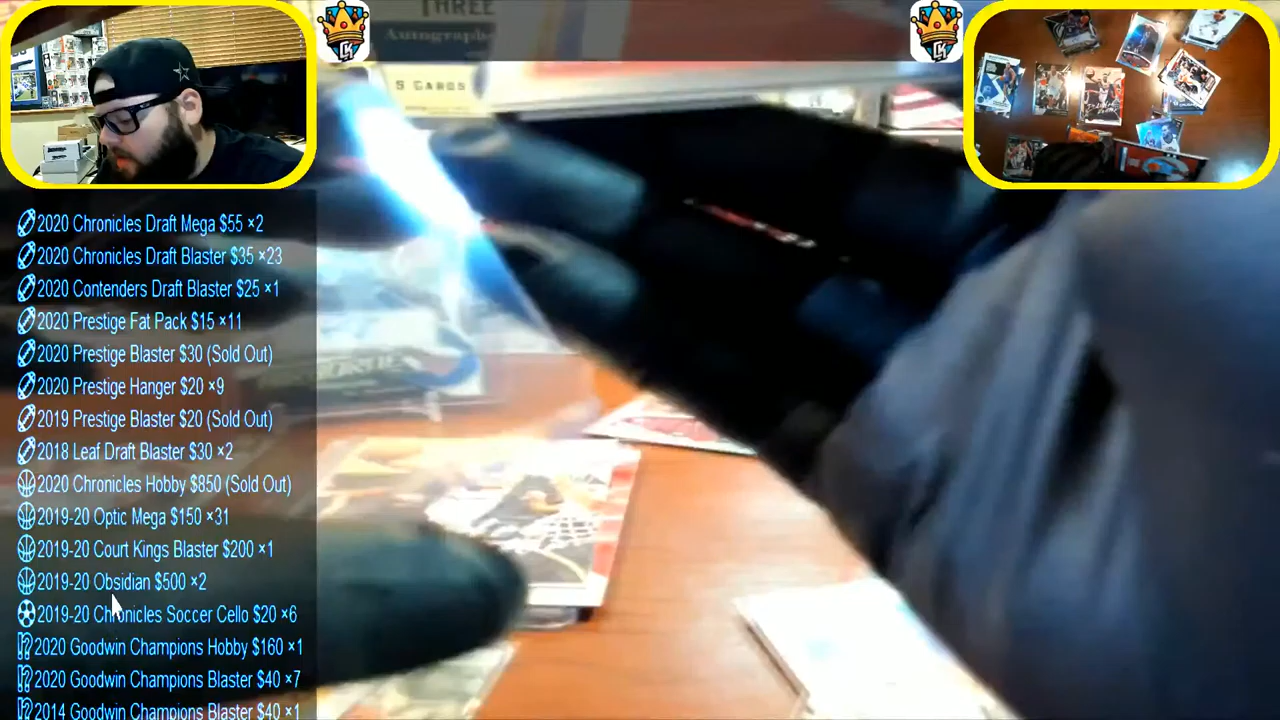 THREE
Autographs
5 CARDS
2020 Chronicles Draft Mega $55 ×2
2020 Chronicles Draft Blaster $35 ×23
2020 Contenders Draft Blaster $25 ×1
2020 Prestige Fat Pack $15 ×11
2020 Prestige Blaster $30 (Sold Out)
2020 Prestige Hanger $20 ×9
2019 Prestige Blaster $20 (Sold Out)
2018 Leaf Draft Blaster $30 ×2
2020 Chronicles Hobby $850 (Sold Out)
2019-20 Optic Mega $150 ×31
2019-20 Court Kings Blaster $200 ×1
2019-20 Obsidian $500 ×2
2019-20 Chronicles Soccer Cello $20 ×6
!? 2020 Goodwin Champions Hobby $160 ×1
!? 2020 Goodwin Champions Blaster $40 ×7
!? 2014 Goodwin Champions Blaster $40 ×1